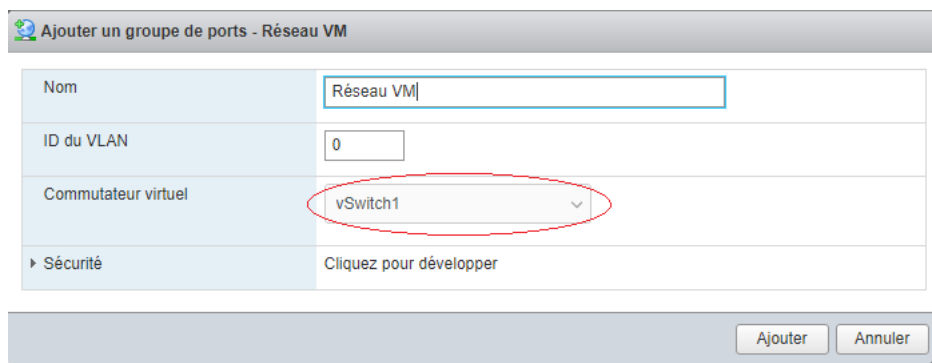 Ajouter un groupe de ports - Réseau VM
Nom
Réseau VM
ID du VLAN
0
Commutateur virtuel
vSwitch1
Sécurité
Cliquez pour développer
Ajouter
Annuler